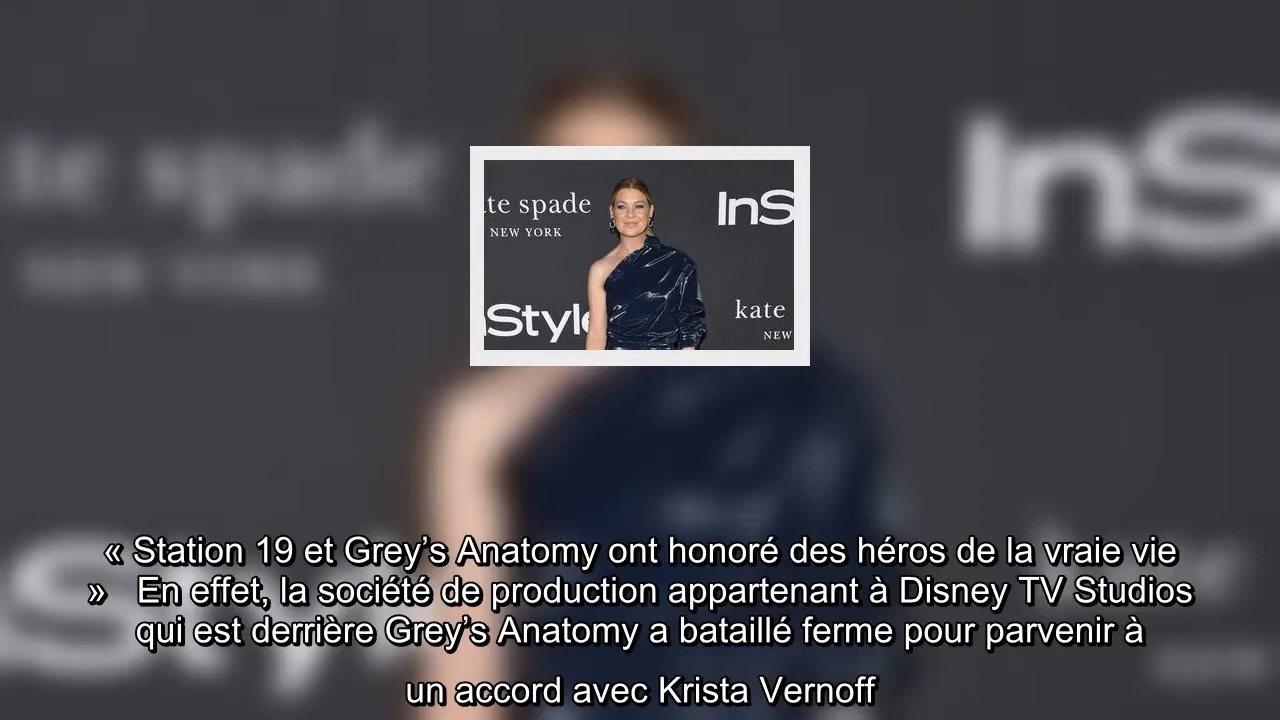 te spade
NEW YORK
InS
nStyle
kate
NEW
« Station 19 et Grey’s Anatomy ont honoré des héros de la vraie vie
» En effet, la société de production appartenant à Disney TV Studios
qui est derrière Grey’s Anatomy a bataillé ferme pour parvenir à
un accord avec Krista Vernoff